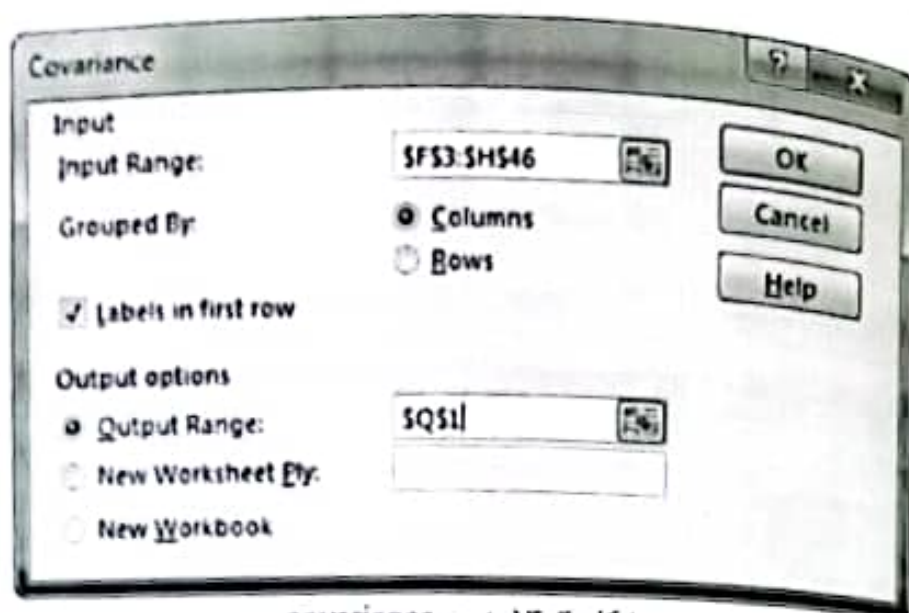 Covariance
Input
Input Range: $F$3:$H$46
OK
Grouped By: Columns
Cancel
Rows
Help
Labels in first row
Output options
Output Range: $Q$1
New Worksheet Ply:
New Workbook
covariance